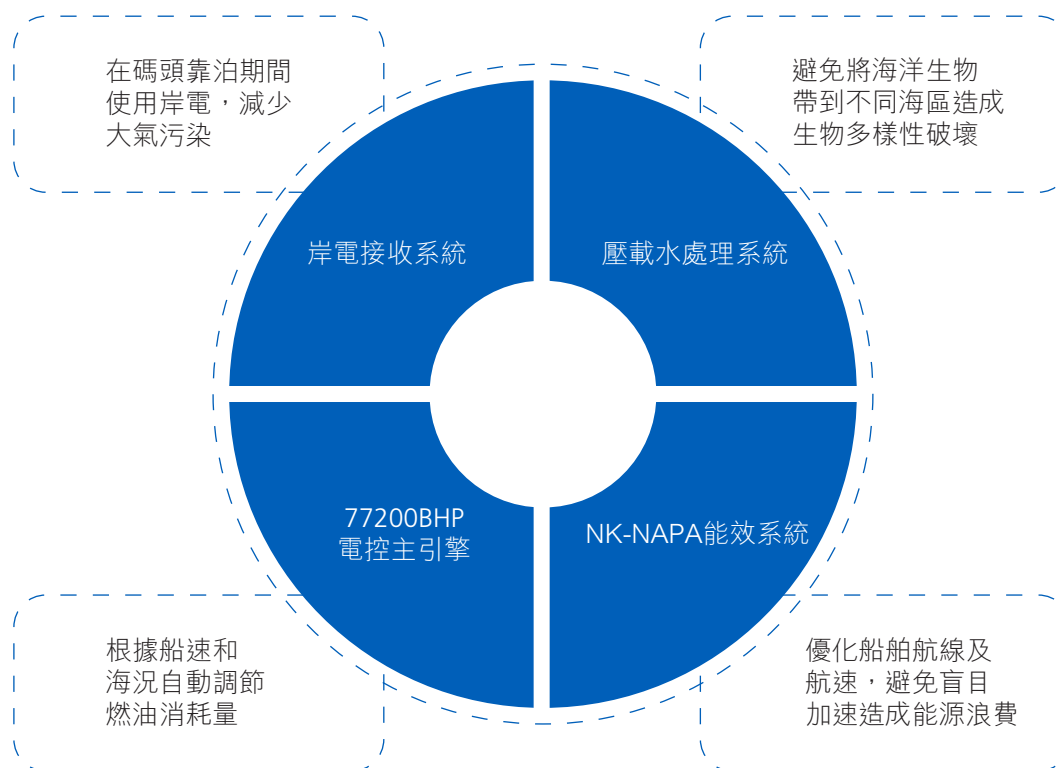 在碼頭靠泊期間
使用岸電，減少
大氣污染
避免將海洋生物
帶到不同海區造成
生物多樣性破壞
岸電接收系統
壓載水處理系統
77200BHP
電控主引擎
NK-NAPA能效系統
根據船速和
海況自動調節
燃油消耗量
優化船舶航線及
航速，避免盲目
加速造成能源浪費